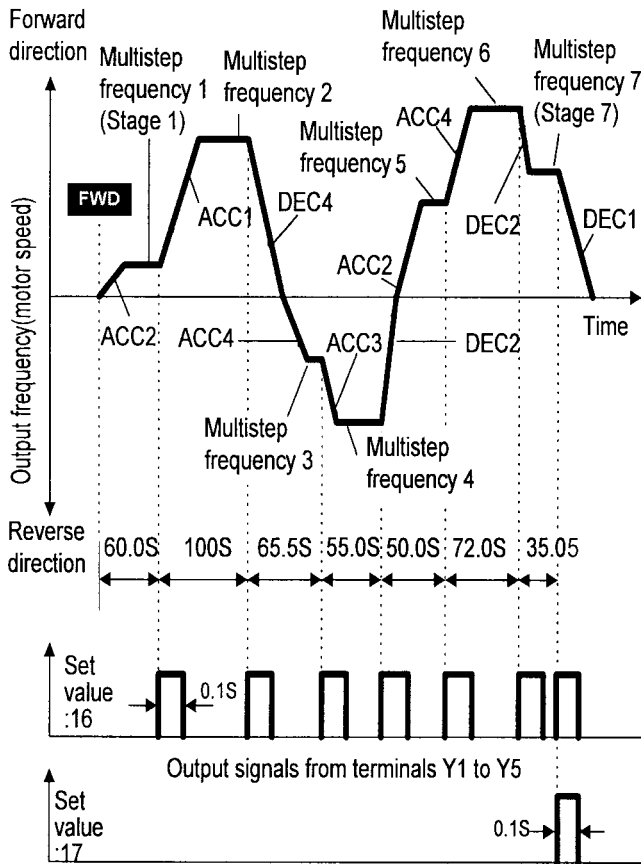 Forward
direction
Multistep
frequency 1
(Stage 1)
Multistep
frequency 2
Multistep
frequency 6
Multistep
frequency 7
(Stage 7)
Multistep
frequency 5
ACC4
FWD
ACC1
DEC4
DEC2
DEC1
ACC2
ACC2
ACC4
ACC3
DEC2
Time
Output frequency(motor speed)
Multistep
frequency 3
Multistep
frequency 4
Reverse
direction
60.0S
100S
65.5S
55.0S
50.0S
72.0S
35.05
Set
value
:16
0.1S
Output signals from terminals Y1 to Y5
Set
value
:17
0.1S